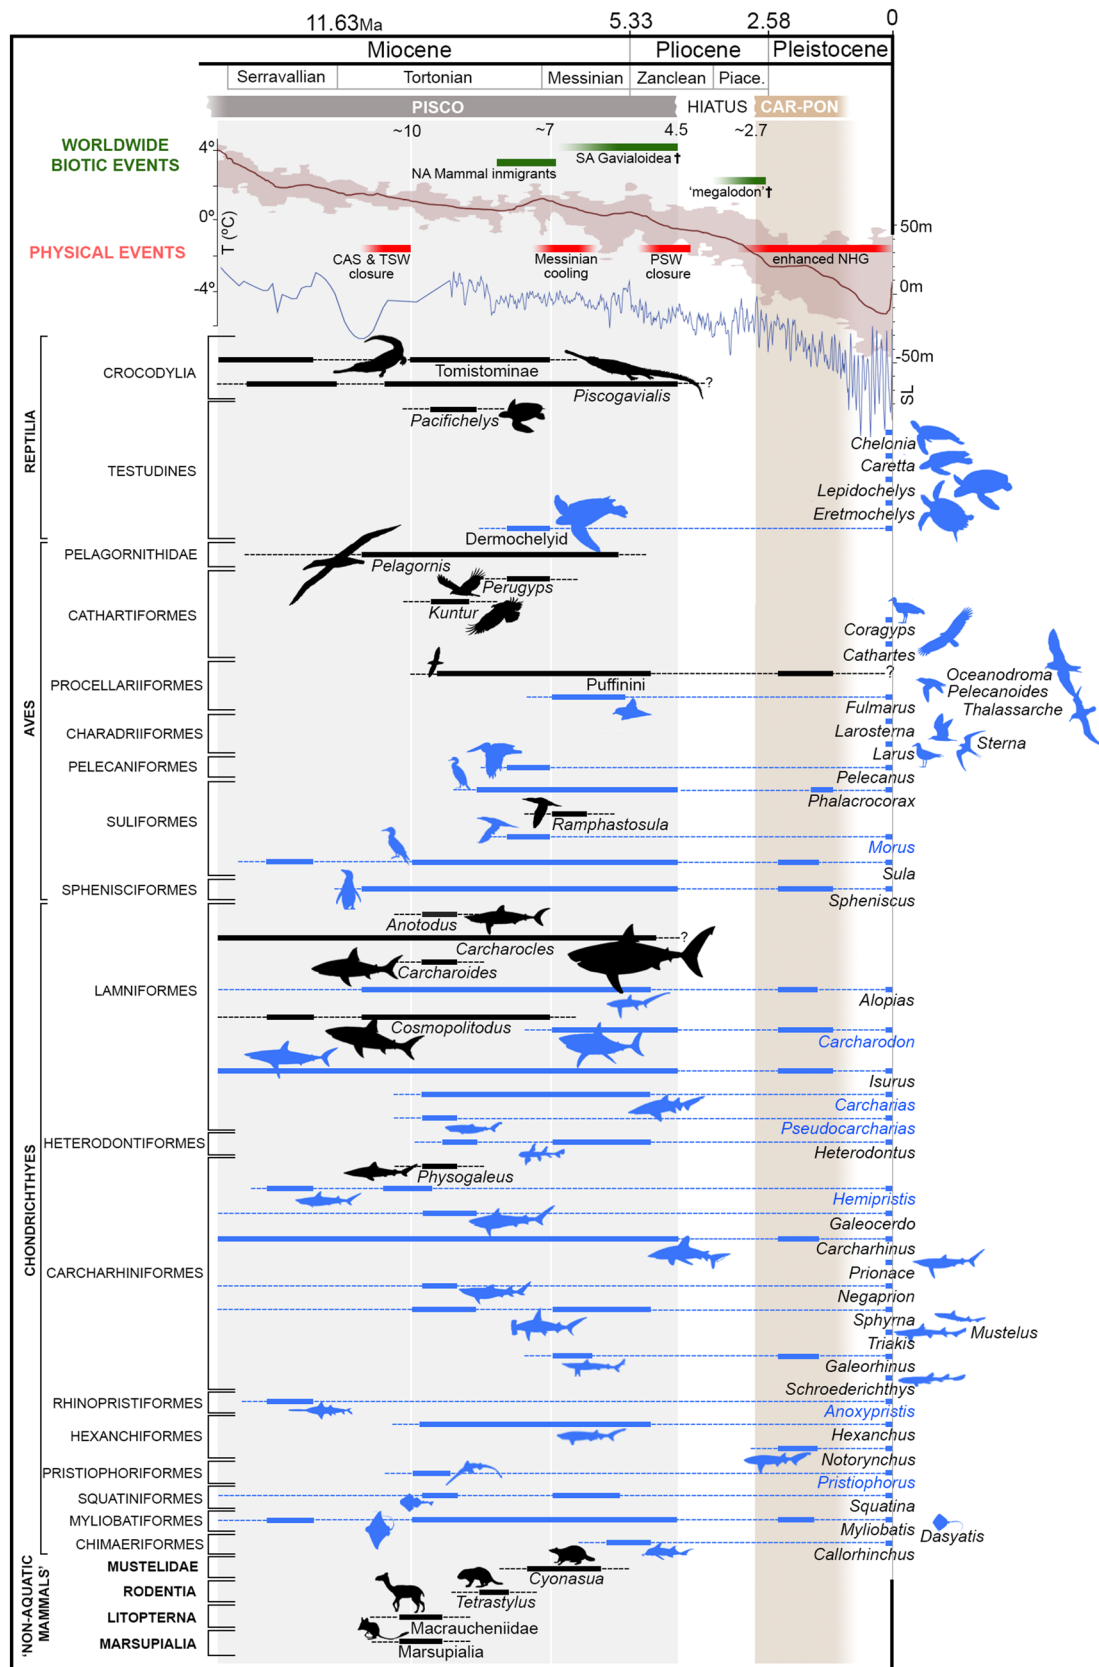 11.63Ma 5.33 2.58 0
Miocene Pliocene Pleistocene
Serravallian Tortonian Messinian Zanclean Piace.
PISCO HIATUS CAR-PON
~10 ~7 4.5 ~2.7
WORLDWIDE
BIOTIC EVENTS
4º
SA Gavialoidea†
NA Mammal inmigrants
'megalodon'†
0º
T (ºC)
50m
PHYSICAL EVENTS
CAS & TSW
closure
Messinian
cooling
PSW
closure
enhanced NHG
-4º
0m
-50m
SL
REPTILIA
CROCODYLIA
Tomistominae
Piscogavialis
?
TESTUDINES
Pacifichelys
Chelonia
Caretta
Lepidochelys
Eretmochelys
Dermochelyid
AVES
PELAGORNITHIDAE
Pelagornis
CATHARTIFORMES
Perugyps
Kuntur
Coragyps
Cathartes
PROCELLARIIFORMES
Puffinini
?
Oceanodroma
Pelecanoides
Fulmarus
Thalassarche
CHARADRIIFORMES
Larosterna
Sterna
Larus
PELECANIFORMES
Pelecanus
SULIFORMES
Phalacrocorax
Ramphastosula
Morus
Sula
SPHENISCIFORMES
Spheniscus
CHONDRICHTHYES
LAMNIFORMES
Anotodus
Carcharocles
?
Carcharoides
Alopias
Cosmopolitodus
Carcharodon
Isurus
Carcharias
Pseudocarcharias
HETERODONTIFORMES
Heterodontus
CARCHARHINIFORMES
Physogaleus
Hemipristis
Galeocerdo
Carcharhinus
Prionace
Negaprion
Sphyrna
Mustelus
Triakis
Galeorhinus
Schroederichthys
RHINOPRISTIFORMES
Anoxypristis
HEXANCHIFORMES
Hexanchus
Notorynchus
PRISTIOPHORIFORMES
Pristiophorus
SQUATINIFORMES
Squatina
MYLIOBATIFORMES
Myliobatis
Dasyatis
CHIMAERIFORMES
Callorhinchus
'NON-AQUATIC
MAMMALS'
MUSTELIDAE
Cyonasua
RODENTIA
Tetrastylus
LITOPTERNA
Macraucheniidae
MARSUPIALIA
Marsupialia